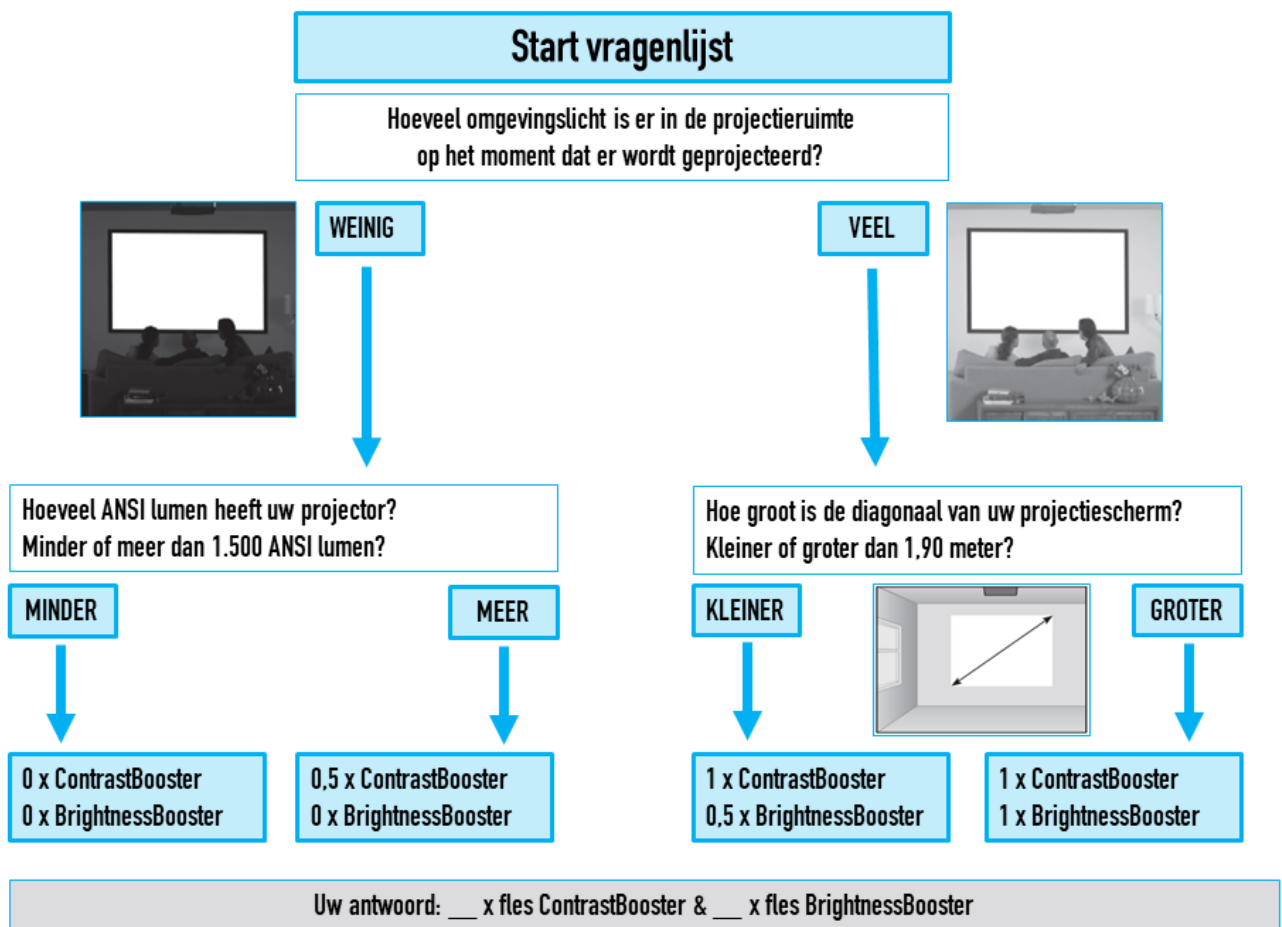 Start vragenlijst
Hoeveel omgevingslicht is er in de projectieruimte
op het moment dat er wordt geprojecteerd?
WEINIG
VEEL
Hoeveel ANSI lumen heeft uw projector?
Minder of meer dan 1.500 ANSI lumen?
Hoe groot is de diagonaal van uw projectiescherm?
Kleiner of groter dan 1,90 meter?
MINDER
MEER
KLEINER
GROTER
0 x ContrastBooster
0 x BrightnessBooster
0,5 x ContrastBooster
0 x BrightnessBooster
1 x ContrastBooster
0,5 x BrightnessBooster
1 x ContrastBooster
1 x BrightnessBooster
Uw antwoord: __ x fles ContrastBooster & __ x fles BrightnessBooster